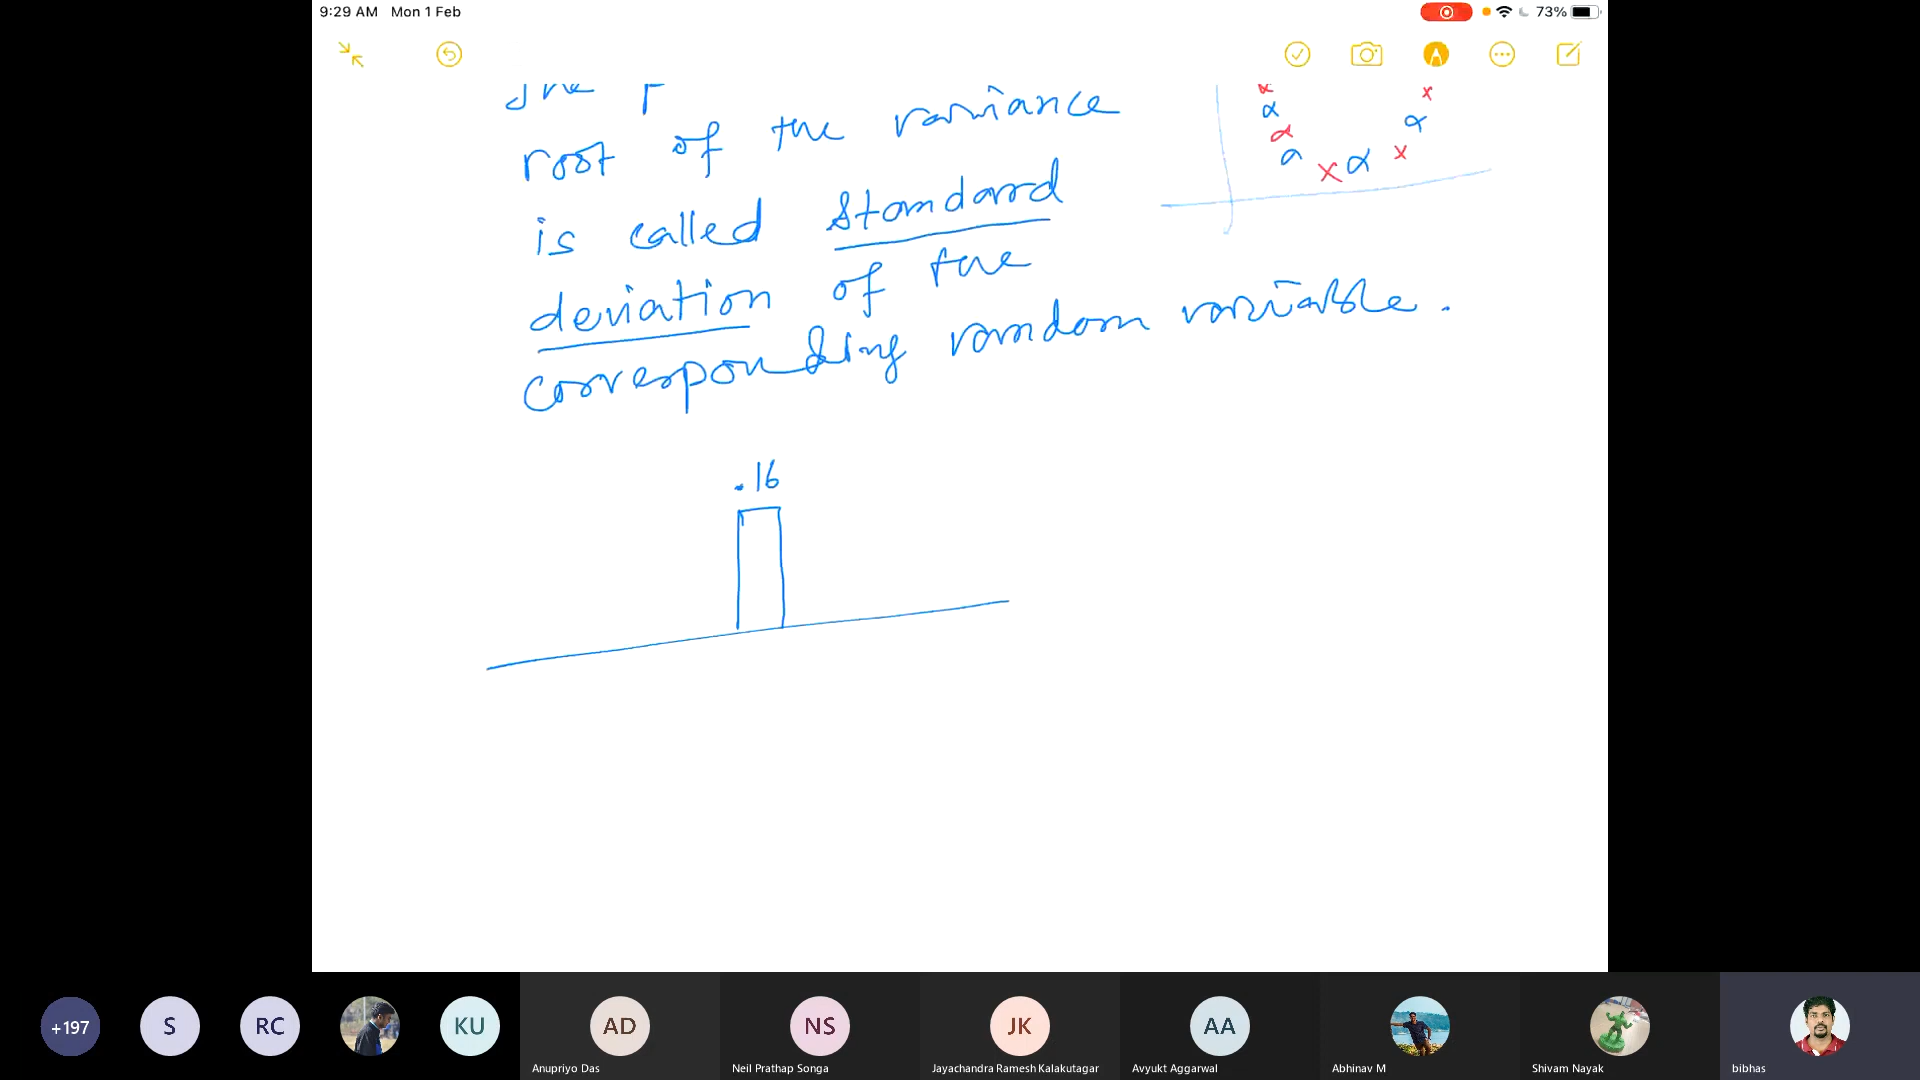 9:29 AM Mon 1 Feb
73%
root of the variance
is called standard
deviation of the
corresponding random variable.
.16
+197
S
RC
KU
AD
NS
JK
AA
Anupriyo Das
Neil Prathap Songa
Jayachandra Ramesh Kalakutagar
Avyukt Aggarwal
Abhinav M
Shivam Nayak
bibhas